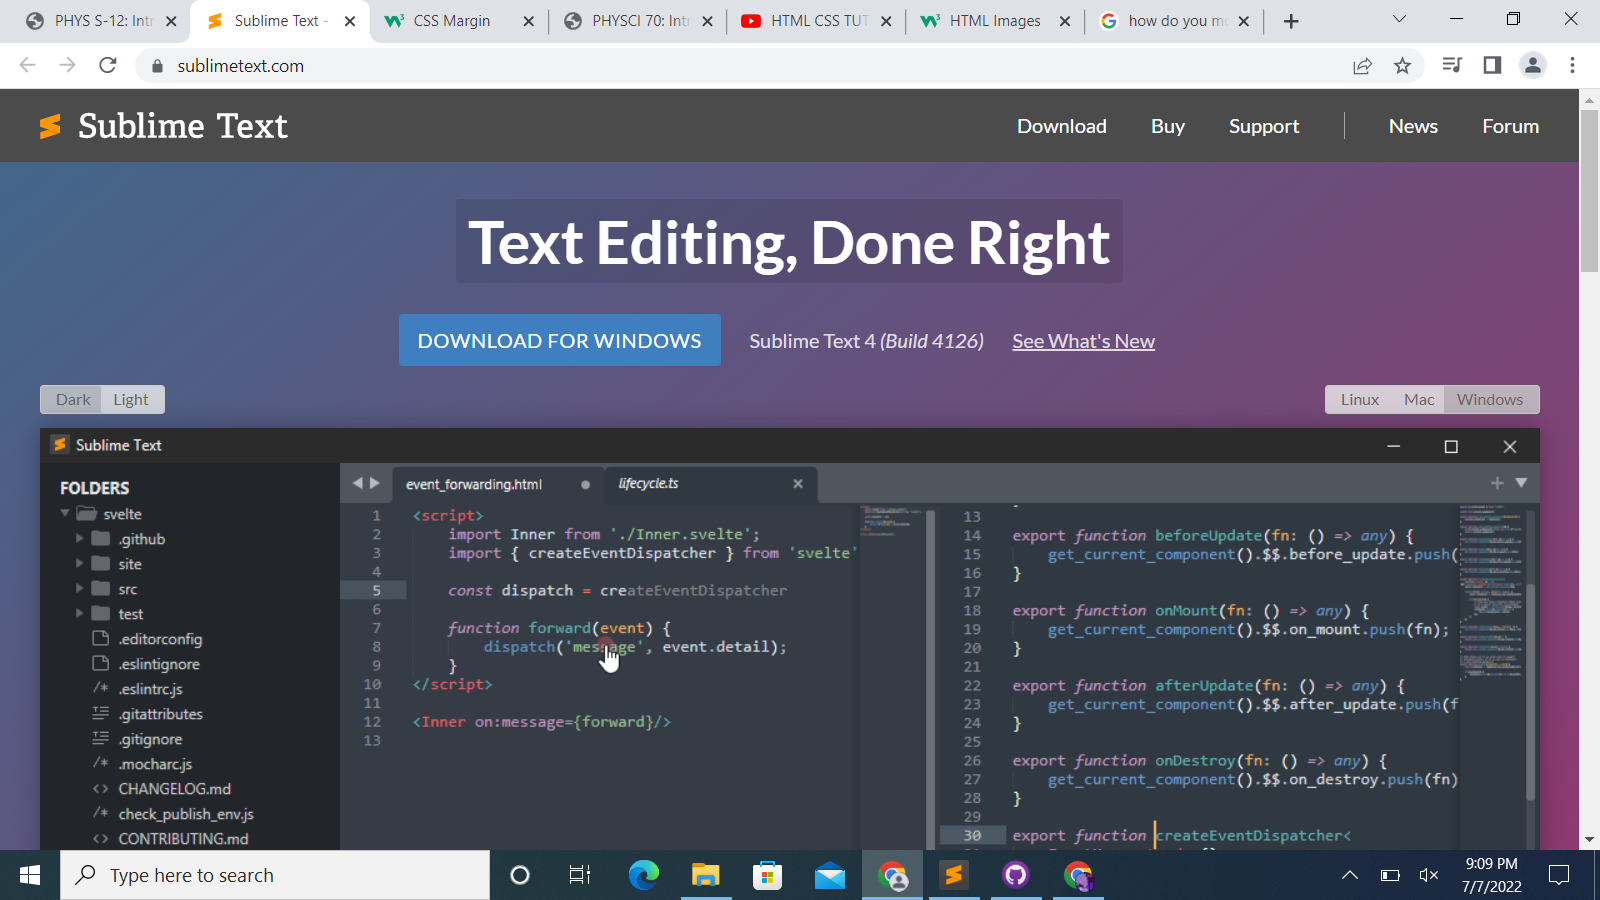 PHYS S-12: Intr
Sublime Text -
CSS Margin
PHYSCI 70: Intr
HTML CSS TUT
HTML Images
how do you mo
sublimetext.com
Sublime Text
Download
Buy
Support
News
Forum
Text Editing, Done Right
DOWNLOAD FOR WINDOWS
Sublime Text 4 (Build 4126)
See What's New
Dark
Light
Linux
Mac
Windows
Sublime Text
FOLDERS
svelte
.github
site
src
test
.editorconfig
.eslintignore
/* .eslintrc.js
.gitattributes
.gitignore
/* .mocharc.js
<> CHANGELOG.md
/* check_publish_env.js
<> CONTRIBUTING.md
event_forwarding.html
lifecycle.ts
1 <script>
2 import Inner from './Inner.svelte';
3 import { createEventDispatcher } from 'svelte'
4
5 const dispatch = createEventDispatcher
6
7 function forward(event) {
8 dispatch('message', event.detail);
9 }
10 </script>
11
12 <Inner on:message={forward}/>
13
13
14 export function beforeUpdate(fn: () => any) {
15 get_current_component().$$.before_update.push(
16 }
17
18 export function onMount(fn: () => any) {
19 get_current_component().$$.on_mount.push(fn);
20 }
21
22 export function afterUpdate(fn: () => any) {
23 get_current_component().$$.after_update.push(f
24 }
25
26 export function onDestroy(fn: () => any) {
27 get_current_component().$$.on_destroy.push(fn)
28 }
29
30 export function createEventDispatcher<
Type here to search
9:09 PM
7/7/2022